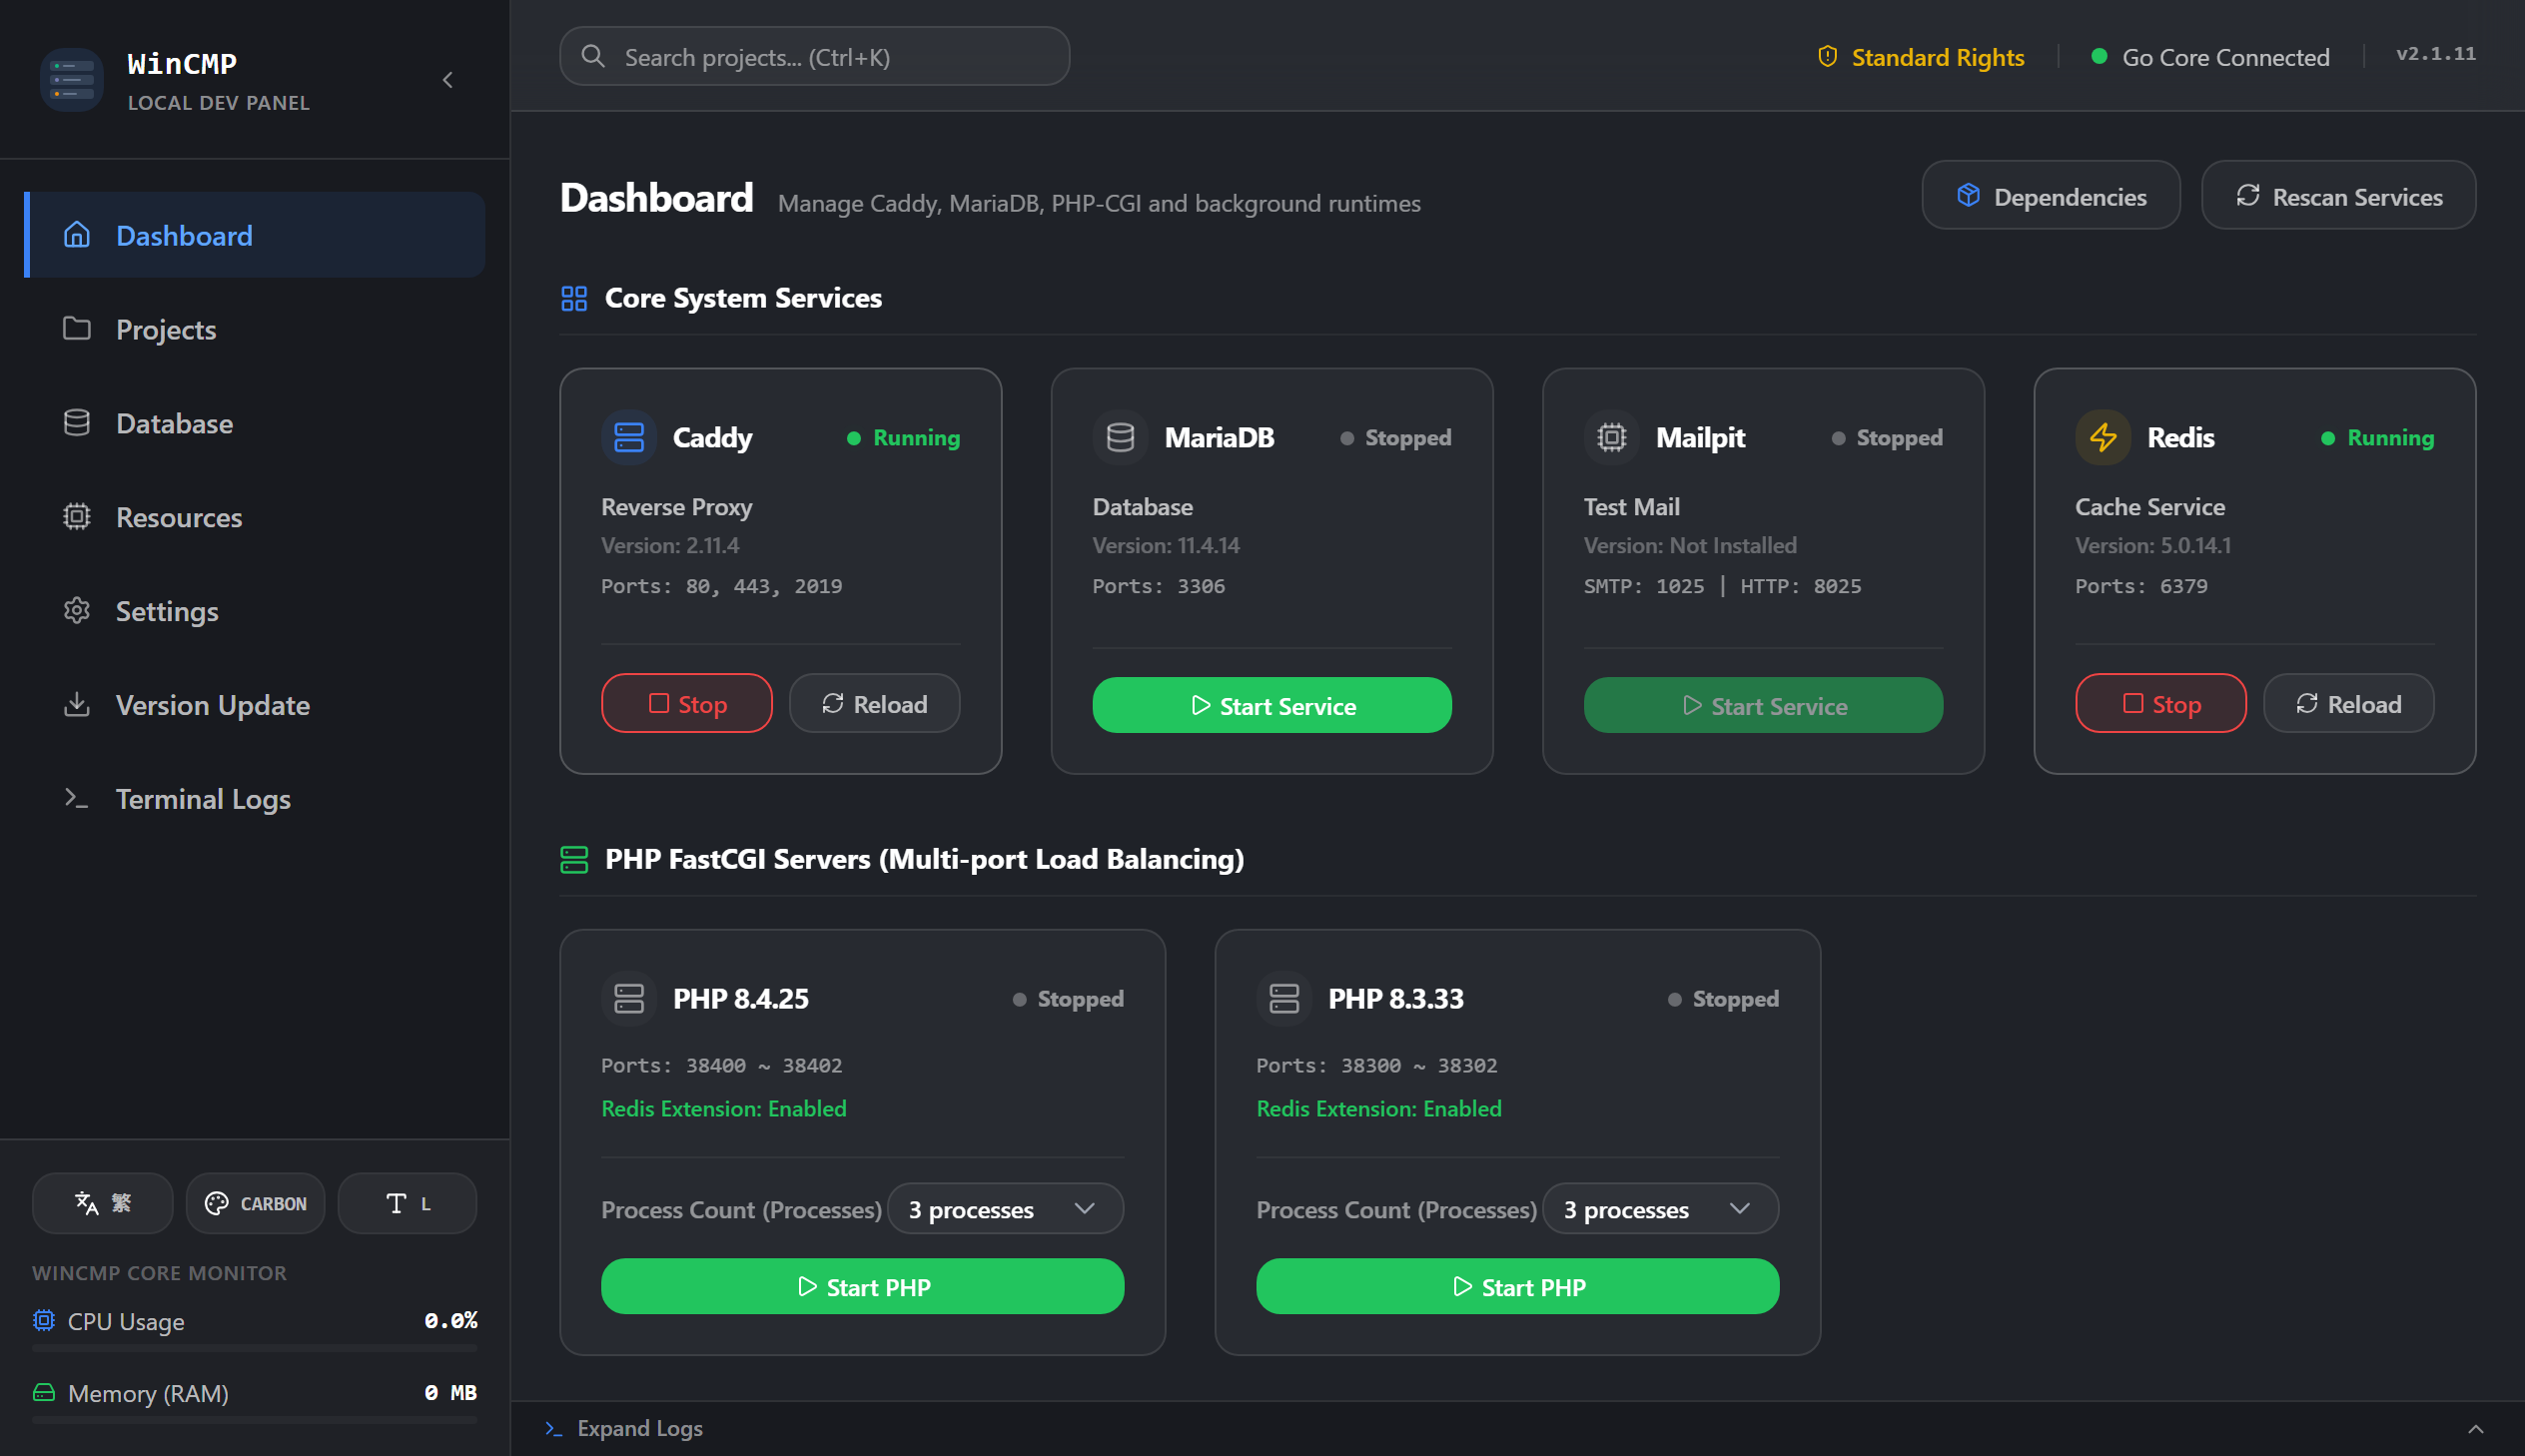 WinCMP
LOCAL DEV PANEL
Dashboard
Projects
Database
Resources
Settings
Version Update
Terminal Logs
繁
CARBON
L
WINCMP CORE MONITOR
CPU Usage 0.0%
Memory (RAM) 0 MB
Search projects... (Ctrl+K)
Standard Rights
Go Core Connected
v2.1.11
Dashboard Manage Caddy, MariaDB, PHP-CGI and background runtimes
Dependencies
Rescan Services
Core System Services
Caddy Running
Reverse Proxy
Version: 2.11.4
Ports: 80, 443, 2019
Stop Reload
MariaDB Stopped
Database
Version: 11.4.14
Ports: 3306
Start Service
Mailpit Stopped
Test Mail
Version: Not Installed
SMTP: 1025 | HTTP: 8025
Start Service
Redis Running
Cache Service
Version: 5.0.14.1
Ports: 6379
Stop Reload
PHP FastCGI Servers (Multi-port Load Balancing)
PHP 8.4.25 Stopped
Ports: 38400 ~ 38402
Redis Extension: Enabled
Process Count (Processes) 3 processes
Start PHP
PHP 8.3.33 Stopped
Ports: 38300 ~ 38302
Redis Extension: Enabled
Process Count (Processes) 3 processes
Start PHP
Expand Logs